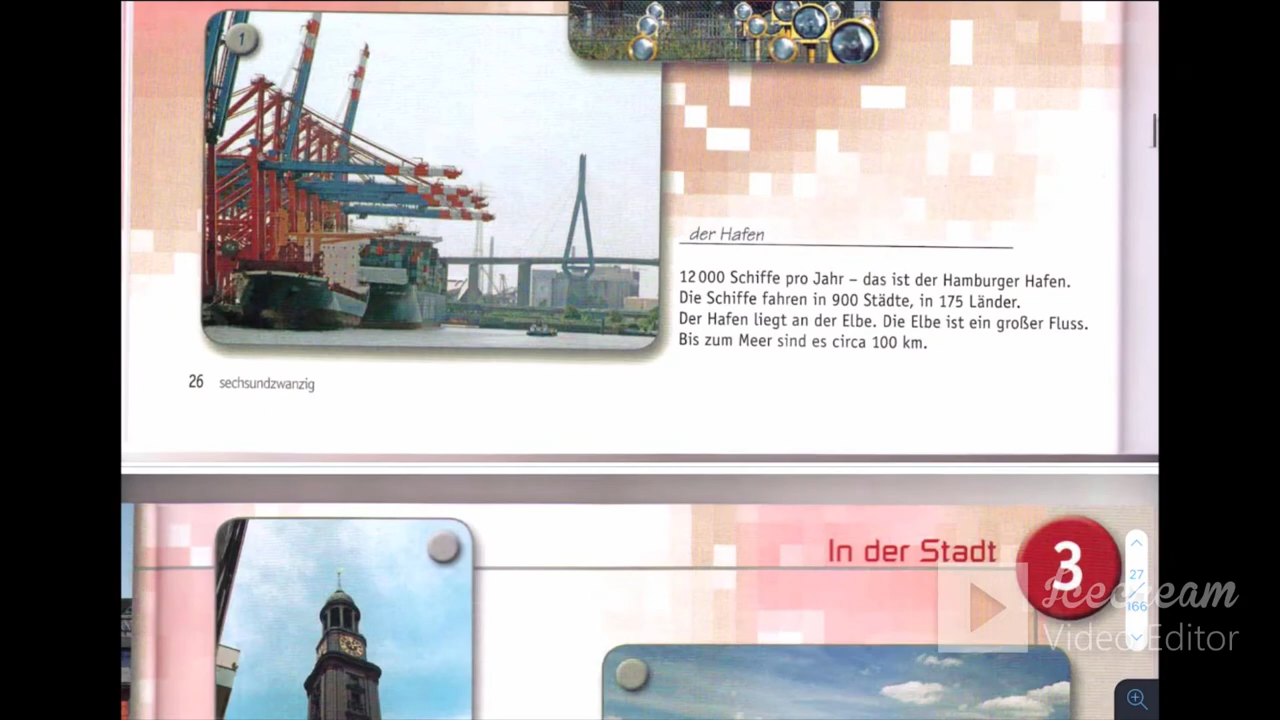 1
der Hafen
12 000 Schiffe pro Jahr – das ist der Hamburger Hafen.
Die Schiffe fahren in 900 Städte, in 175 Länder.
Der Hafen liegt an der Elbe. Die Elbe ist ein großer Fluss.
Bis zum Meer sind es circa 100 km.
26 sechsundzwanzig
In der Stadt
3
27
166
Icecream
Video Editor